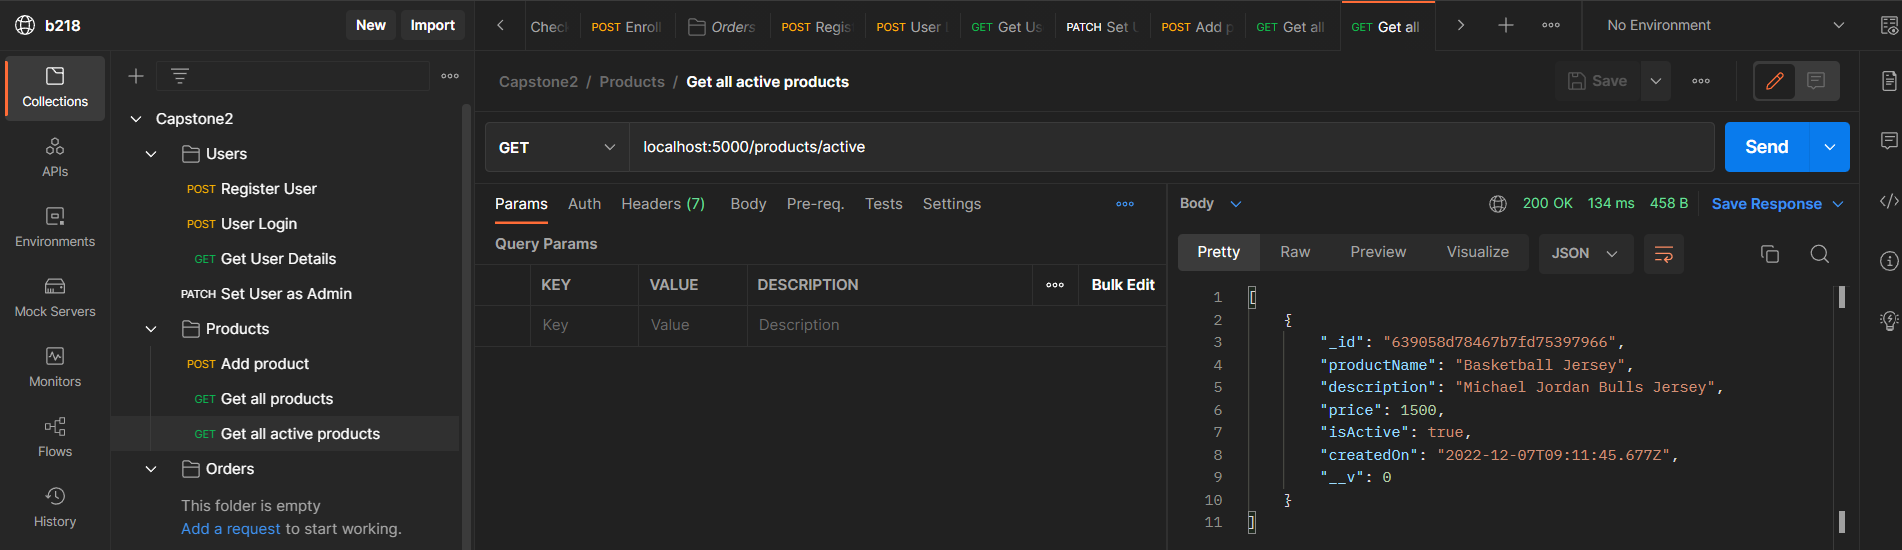 b218
New
Import
Chec
POST Enroll
Orders
POST Regis
POST User
GET Get Us
PATCH Set U
POST Add p
GET Get all
GET Get all
No Environment
Collections
APIs
Environments
Mock Servers
Monitors
Flows
History
Capstone2
Users
POST Register User
POST User Login
GET Get User Details
PATCH Set User as Admin
Products
POST Add product
GET Get all products
GET Get all active products
Orders
This folder is empty
Add a request to start working.
Capstone2 / Products / Get all active products
Save
GET
localhost:5000/products/active
Send
Params
Auth
Headers (7)
Body
Pre-req.
Tests
Settings
Query Params
KEY
VALUE
DESCRIPTION
Bulk Edit
Key
Value
Description
Body
200 OK
134 ms
458 B
Save Response
Pretty
Raw
Preview
Visualize
JSON
1 [
2 {
3 "_id": "639058d78467b7fd75397966",
4 "productName": "Basketball Jersey",
5 "description": "Michael Jordan Bulls Jersey",
6 "price": 1500,
7 "isActive": true,
8 "createdOn": "2022-12-07T09:11:45.677Z",
9 "__v": 0
10 }
11 ]